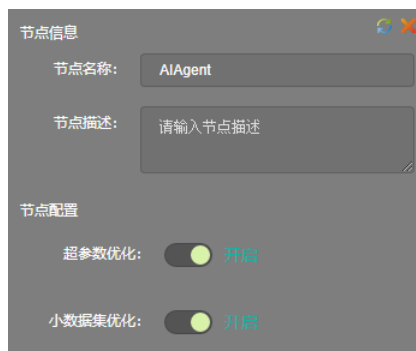 节点信息
节点名称： AIAgent
节点描述： 请输入节点描述
节点配置
超参数优化： 开启
小数据集优化： 开启